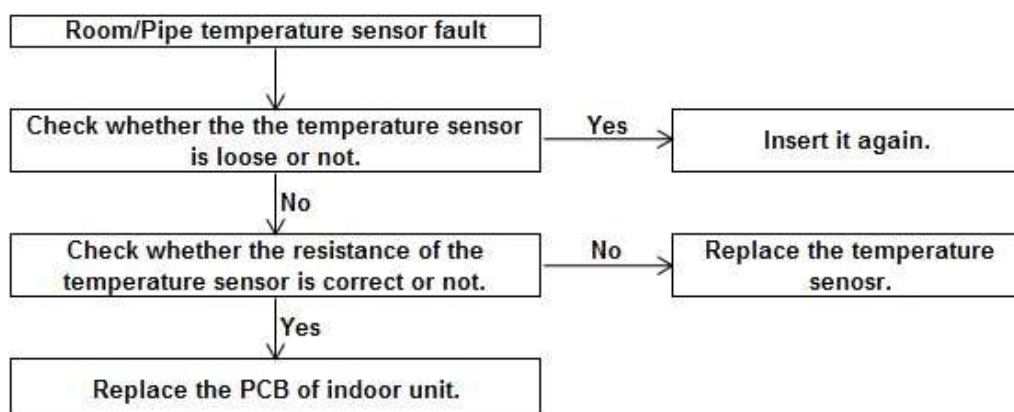 Room/Pipe temperature sensor fault
Check whether the the temperature sensor
is loose or not.
Yes
Insert it again.
No
Check whether the resistance of the
temperature sensor is correct or not.
No
Replace the temperature
senosr.
Yes
Replace the PCB of indoor unit.